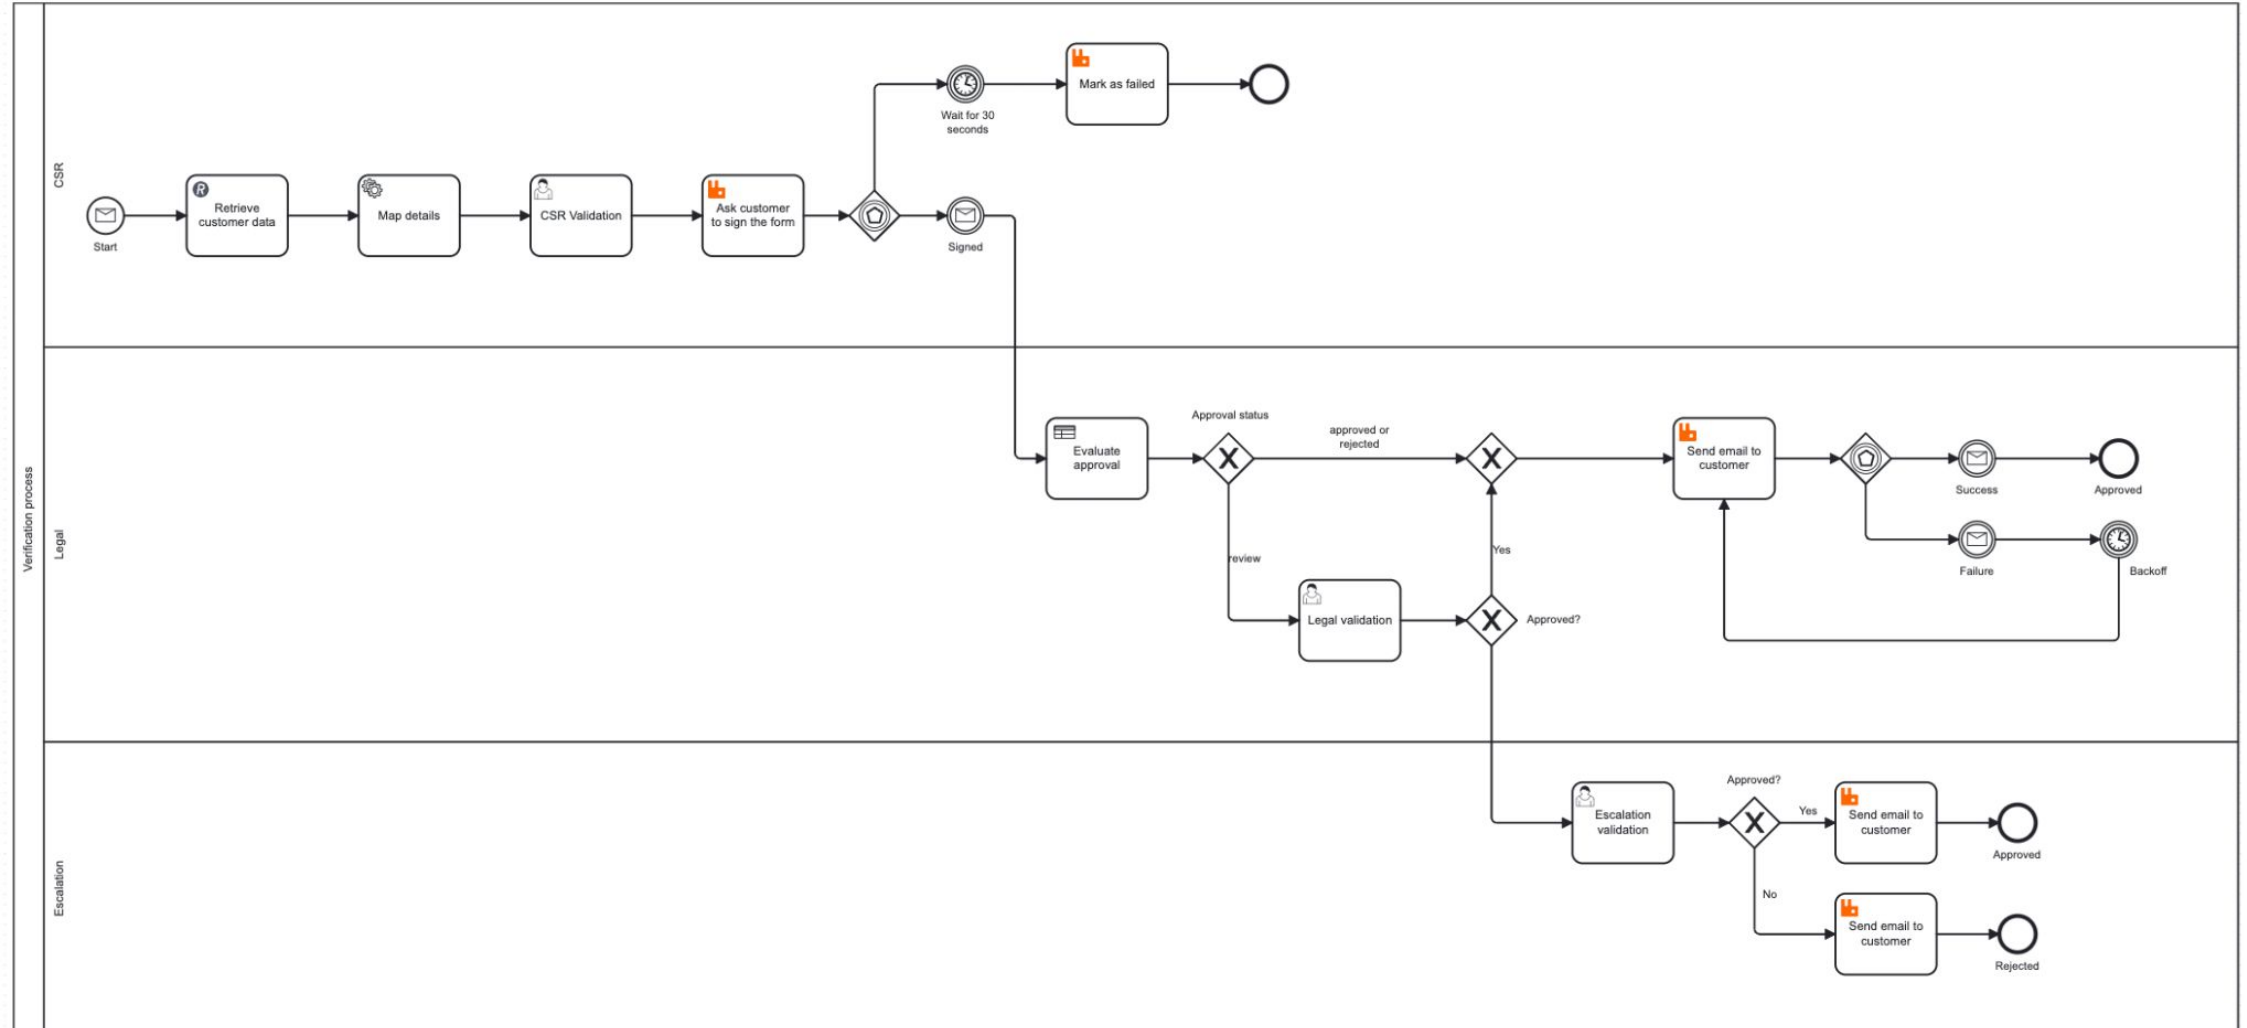 Verification process
CSR
Start
Retrieve
customer data
Map details
CSR Validation
Ask customer
to sign the form
Wait for 30
seconds
Mark as failed
Signed
Legal
Evaluate
approval
Approval status
approved or
rejected
review
Legal validation
Yes
Approved?
Send email to
customer
Success
Approved
Failure
Backoff
Escalation
Escalation
validation
Approved?
Yes
Send email to
customer
Approved
No
Send email to
customer
Rejected